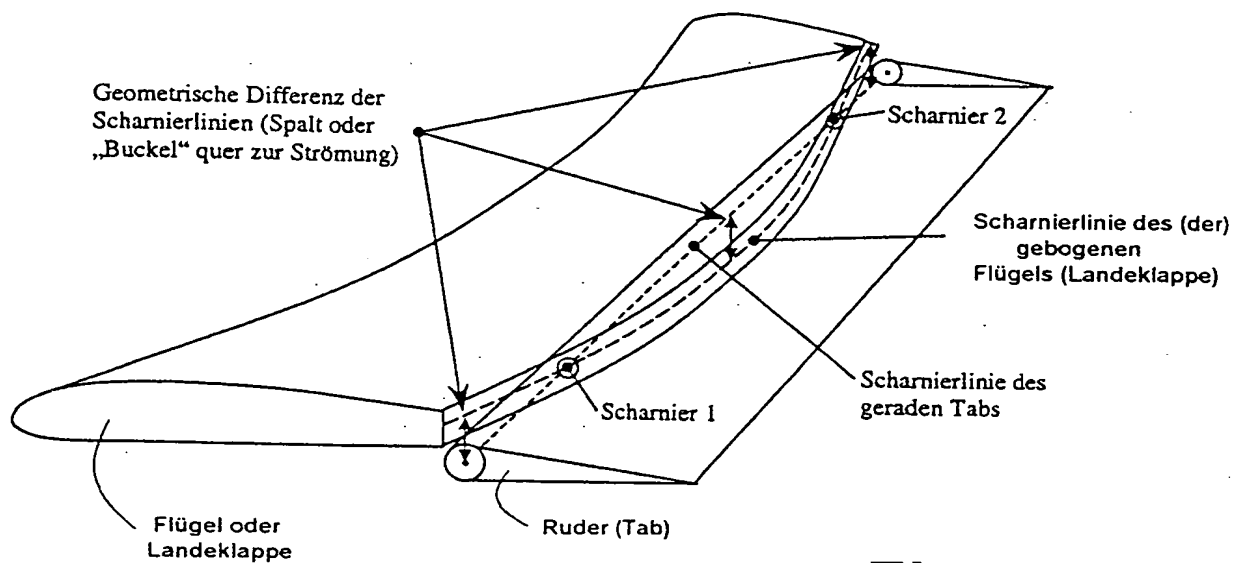 Geometrische Differenz der
Scharnierlinien (Spalt oder
„Buckel“ quer zur Strömung)
Scharnier 2
Scharnierlinie des (der)
gebogenen
Flügels (Landeklappe)
Scharnierlinie des
geraden Tabs
Scharnier 1
Flügel oder
Landeklappe
Ruder (Tab)